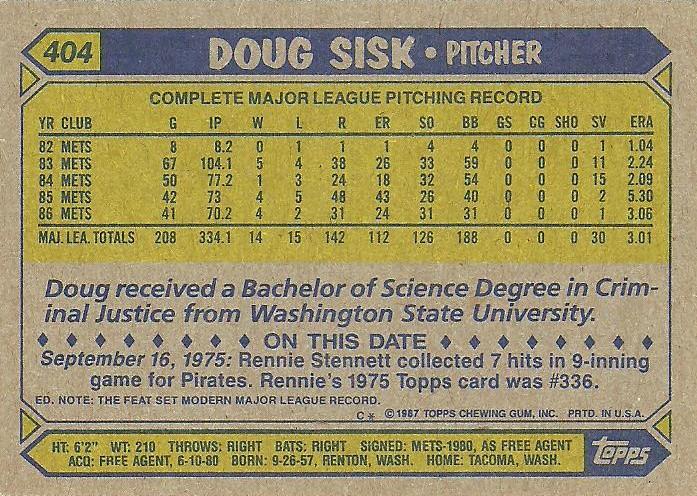 404 DOUG SISK • PITCHER
COMPLETE MAJOR LEAGUE PITCHING RECORD
YR CLUB G IP W L R ER SO BB GS CG SHO SV ERA
82 METS 8 8.2 0 1 1 1 4 4 0 0 0 1 1.04
83 METS 67 104.1 5 4 38 26 33 59 0 0 0 11 2.24
84 METS 50 77.2 1 3 24 18 32 54 0 0 0 15 2.09
85 METS 42 73 4 5 48 43 26 40 0 0 0 2 5.30
86 METS 41 70.2 4 2 31 24 31 31 0 0 0 1 3.06
MAJ. LEA. TOTALS 208 334.1 14 15 142 112 126 188 0 0 0 30 3.01
Doug received a Bachelor of Science Degree in Crim-
inal Justice from Washington State University.
♦ ♦ ♦ ♦ ♦ ♦ ♦ ♦ ON THIS DATE ♦ ♦ ♦ ♦ ♦ ♦ ♦ ♦
September 16, 1975: Rennie Stennett collected 7 hits in 9-inning
game for Pirates. Rennie's 1975 Topps card was #336.
ED. NOTE: THE FEAT SET MODERN MAJOR LEAGUE RECORD.
C* © 1987 TOPPS CHEWING GUM, INC. PRTD. IN U.S.A.
HT: 6'2" WT: 210 THROWS: RIGHT BATS: RIGHT SIGNED: METS-1980, AS FREE AGENT
ACQ: FREE AGENT, 6-10-80 BORN: 9-26-57, RENTON, WASH. HOME: TACOMA, WASH.
topps